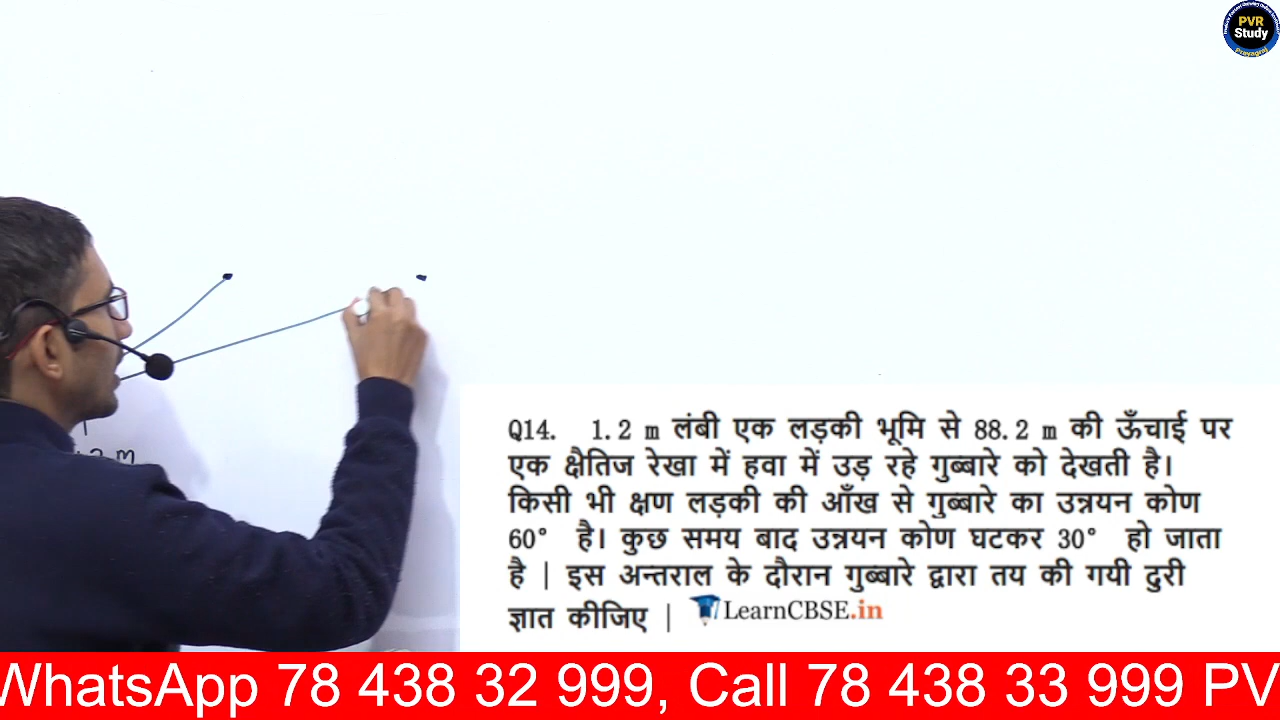 PVR
Study
Prayagraj
2 m
Q14. 1.2 m लंबी एक लड़की भूमि से 88.2 m की ऊँचाई पर
एक क्षैतिज रेखा में हवा में उड़ रहे गुब्बारे को देखती है।
किसी भी क्षण लड़की की आँख से गुब्बारे का उन्नयन कोण
60° है। कुछ समय बाद उन्नयन कोण घटकर 30° हो जाता
है | इस अन्तराल के दौरान गुब्बारे द्वारा तय की गयी दुरी
ज्ञात कीजिए | LearnCBSE.in
WhatsApp 78 438 32 999, Call 78 438 33 999 PV